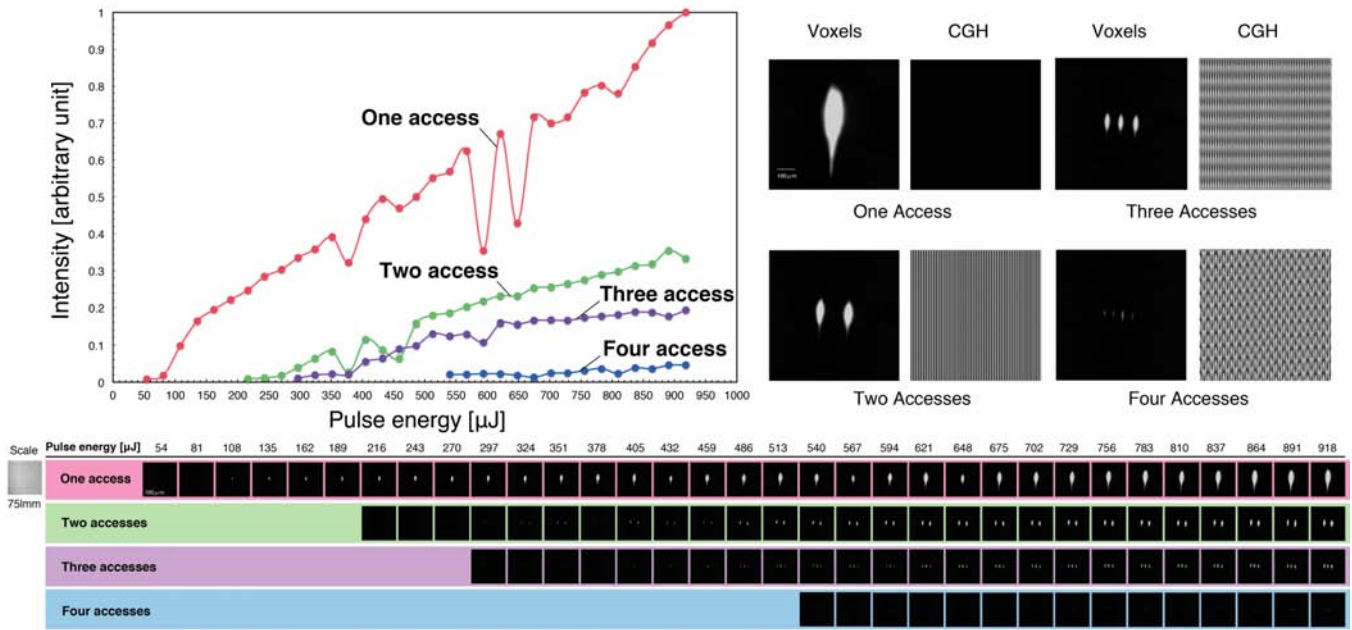 Intensity [arbitrary unit]
1
0.9
0.8
0.7
0.6
0.5
0.4
0.3
0.2
0.1
0
One access
Two access
Three access
Four access
0 50 100 150 200 250 300 350 400 450 500 550 600 650 700 750 800 850 900 950 1000
Pulse energy [μJ]
Voxels CGH Voxels CGH
100μm
One Access Three Accesses
Two Accesses Four Accesses
Scale
75lmm
Pulse energy [μJ] 54 81 108 135 162 189 216 243 270 297 324 351 378 405 432 459 486 513 540 567 594 621 648 675 702 729 756 783 810 837 864 891 918
One access
100μm
Two accesses
Three accesses
Four accesses